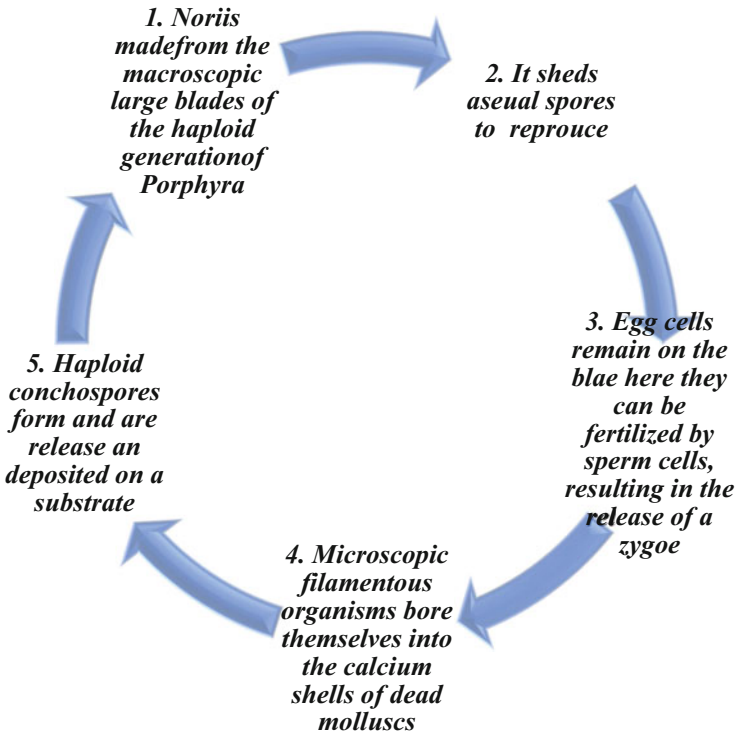 1. Noriis
madefrom the
macroscopic
large blades of
the haploid
generationof
Porphyra
2. It sheds
aseual spores
to reprouce
3. Egg cells
remain on the
blae here they
can be
fertilized by
sperm cells,
resulting in the
release of a
zygoe
4. Microscopic
filamentous
organisms bore
themselves into
the calcium
shells of dead
molluscs
5. Haploid
conchospores
form and are
release an
deposited on a
substrate